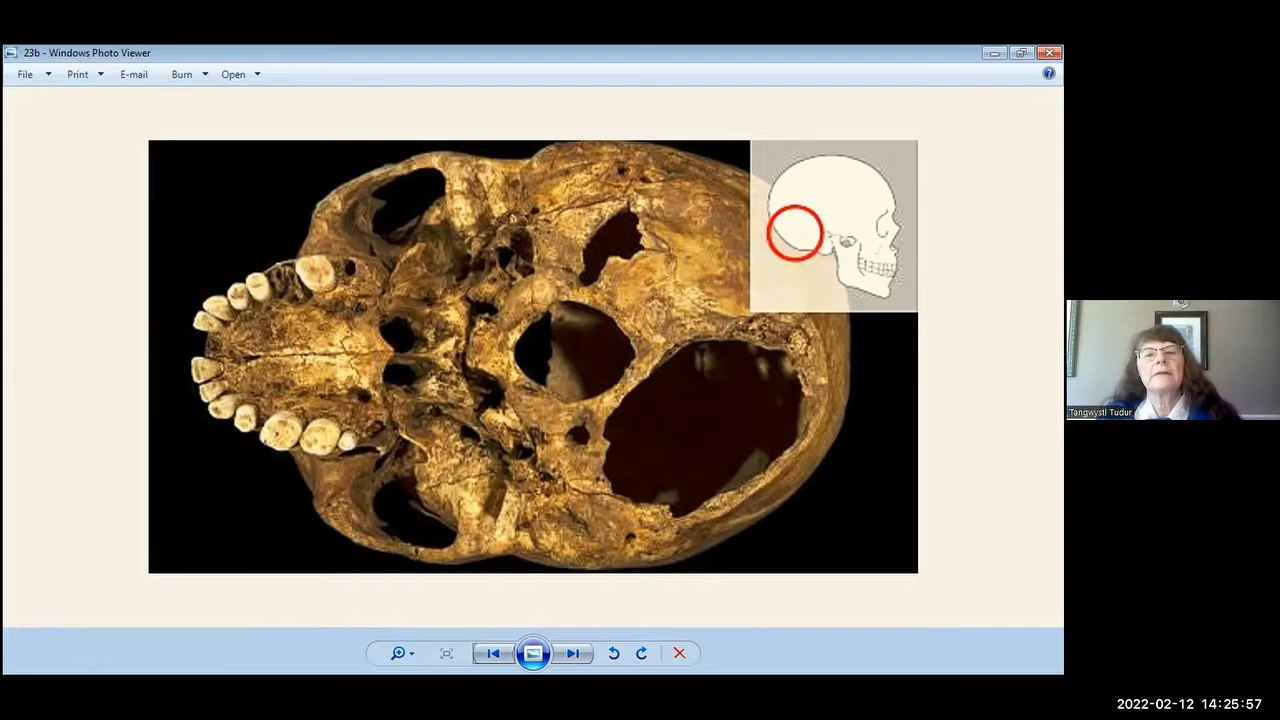 23b - Windows Photo Viewer
File Print E-mail Burn Open
Tangwystl Tudur
2022-02-12 14:25:57